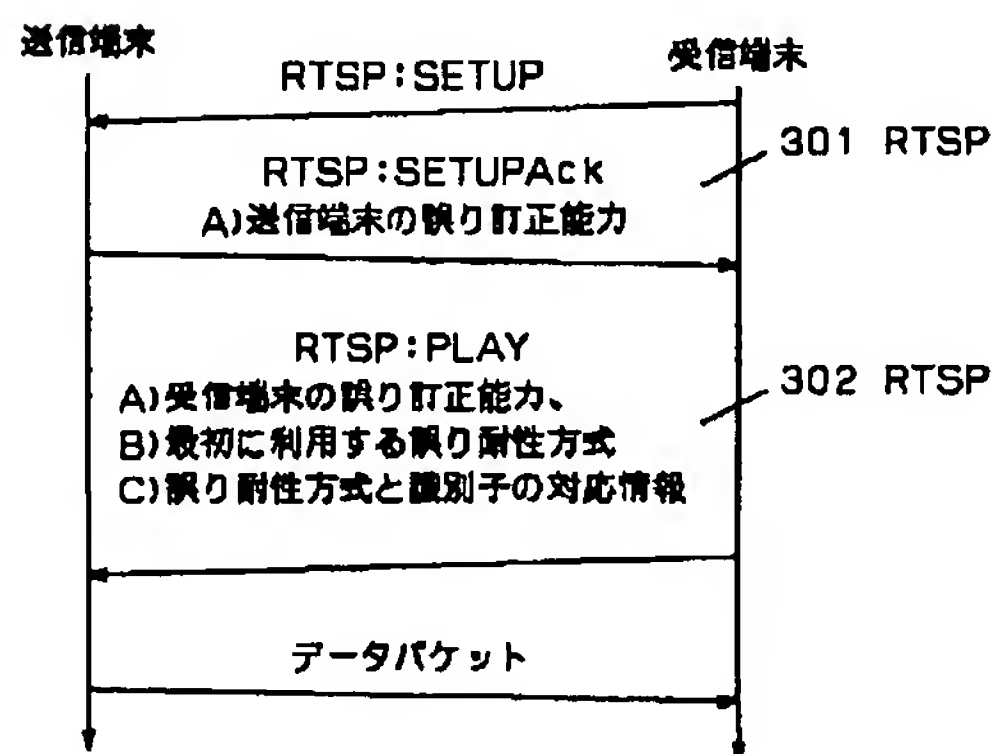 送信端末
受信端末
RTSP:SETUP
301 RTSP
RTSP:SETUPAck
A)送信端末の誤り訂正能力
RTSP:PLAY
302 RTSP
A)受信端末の誤り訂正能力、
B)最初に利用する誤り耐性方式
C)誤り耐性方式と識別子の対応情報
データパケット